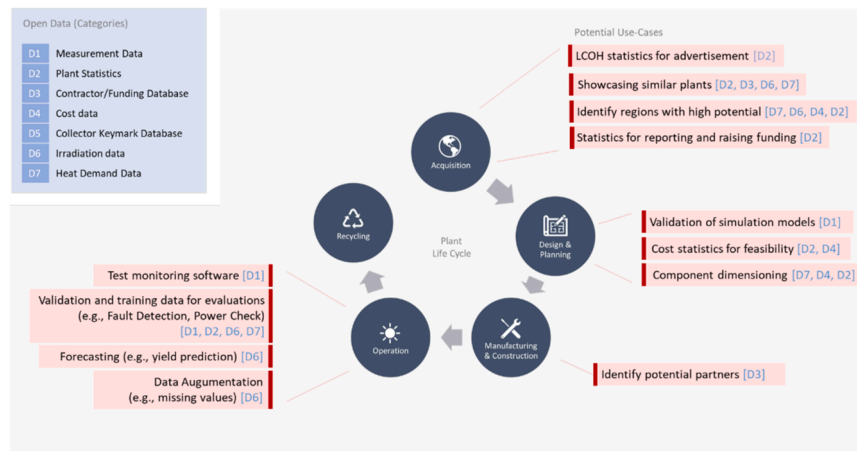 Open Data (Categories)
D1 Measurement Data
D2 Plant Statistics
D3 Contractor/Funding Database
D4 Cost data
D5 Collector Keymark Database
D6 Irradiation data
D7 Heat Demand Data
Potential Use-Cases
LCOH statistics for advertisement [D2]
Showcasing similar plants [D2, D3, D6, D7]
Identify regions with high potential [D7, D6, D4, D2]
Statistics for reporting and raising funding [D2]
Acquisition
Recycling
Plant
Life Cycle
Design &
Planning
Validation of simulation models [D1]
Cost statistics for feasibility [D2, D4]
Component dimensioning [D7, D4, D2]
Test monitoring software [D1]
Validation and training data for evaluations
(e.g., Fault Detection, Power Check)
[D1, D2, D6, D7]
Forecasting (e.g., yield prediction) [D6]
Data Augumentation
(e.g., missing values) [D6]
Operation
Manufacturing
& Construction
Identify potential partners [D3]